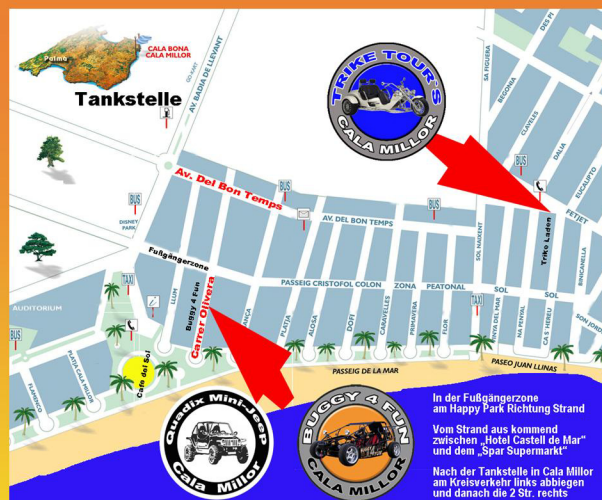 CALA BONA
CALA MILLOR
Palma
Tankstelle
GO-KART
AV. BADIA DE LLEVANT
TRIKE TOUR'S
CALA MILLOR
DES PI
SA FIGUERA
BEGONIA
CLAVELES
DALIA
EUCALIPTO
BUS
BUS
BUS
BUS
Av. Del Bon Temps
AV. DEL BON TEMPS
FETJET
DISNEY
PARK
Fußgängerzone
SOL NAIXENT
Trike Laden
BINICANELLA
PASSEIG CRISTOFOL COLON
ZONA
PEATONAL
SOL
SOL
TAXI
TAXI
AUDITORIUM
LLUM
Buggy 4 Fun
Carrer Olivera
PLATJA
ALOSA
DOFI
CARAVELLES
PRIMAVERA
FLOR
VINYA DEL MAR
NA PENYAL
CA S'HEREU
PLATJA CALA MILLOR
FLAMENCO
Cafe del Sol
PASSEIG DE LA MAR
PASEO JUAN LLINAS
Quadix Mini-Jeep
Cala Millor
BUGGY 4 FUN
CALA MILLOR
In der Fußgängerzone
am Happy Park Richtung Strand
Vom Strand aus kommend
zwischen „Hotel Castell de Mar"
und dem „Spar Supermarkt"
Nach der Tankstelle in Cala Millor
am Kreisverkehr links abbiegen
und danach die 2 Str. rechts